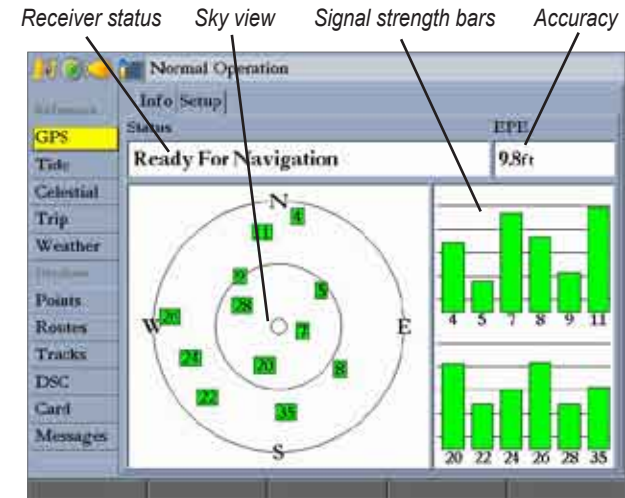 Receiver status Sky view Signal strength bars Accuracy
Normal Operation
Info Setup
Status EPE
Ready For Navigation 9.8ft
GPS
Tide
Celestial
Trip
Weather
Points
Routes
Tracks
DSC
Card
Messages
N
4
11
9
5
28
26
W
E
7
24
20
8
22
35
S
4 5 7 8 9 11
20 22 24 26 28 35